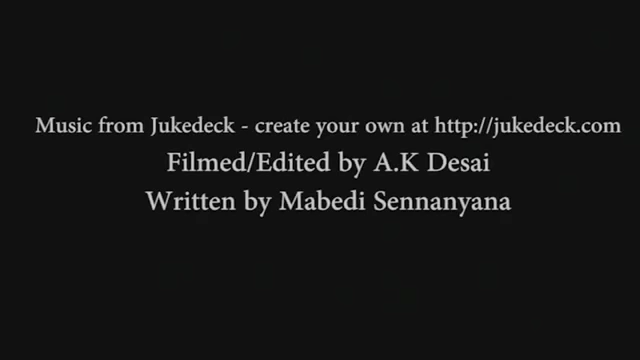 Music from Jukedeck - create your own at http://jukedeck.com
Filmed/Edited by A.K Desai
Written by Mabedi Sennanyana